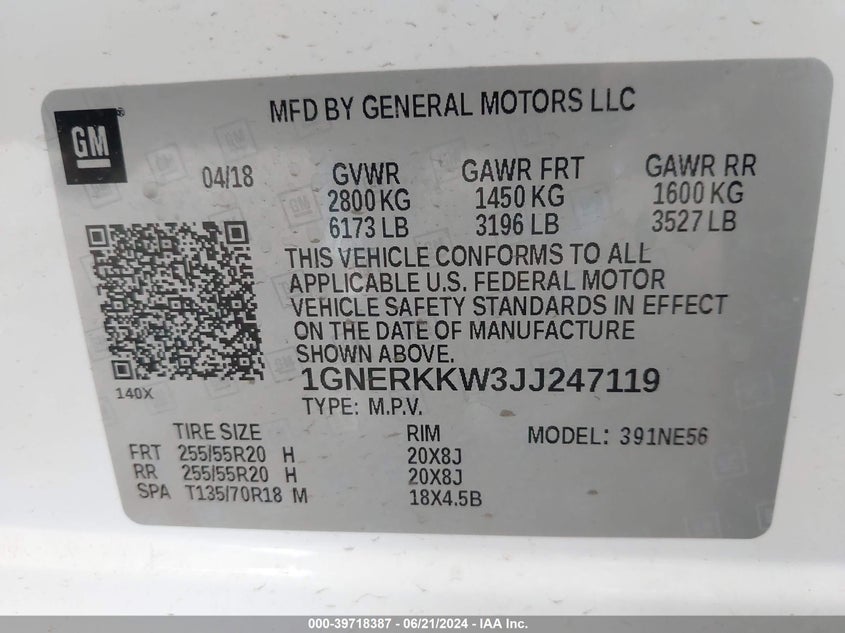 MFD BY GENERAL MOTORS LLC
GM®
04/18 GVWR GAWR FRT GAWR RR
2800 KG 1450 KG 1600 KG
6173 LB 3196 LB 3527 LB
THIS VEHICLE CONFORMS TO ALL
APPLICABLE U.S. FEDERAL MOTOR
VEHICLE SAFETY STANDARDS IN EFFECT
ON THE DATE OF MANUFACTURE
SHOWN ABOVE.
1GNERKKW3JJ247119
140X
TYPE: M.P.V.
TIRE SIZE RIM MODEL: 391NE56
FRT 255/55R20 H 20X8J
RR 255/55R20 H 20X8J
SPA T135/70R18 M 18X4.5B
000-39718387 - 06/21/2024 - IAA Inc.